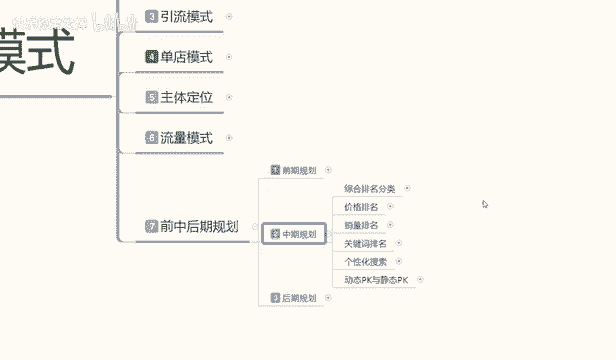 模式
3 引流模式
4 单店模式
5 主体定位
6 流量模式
7 前中后期规划
1 前期规划
2 中期规划
综合排名分类
价格排名
销量排名
关键词排名
个性化搜索
动态PK与静态PK
3 后期规划